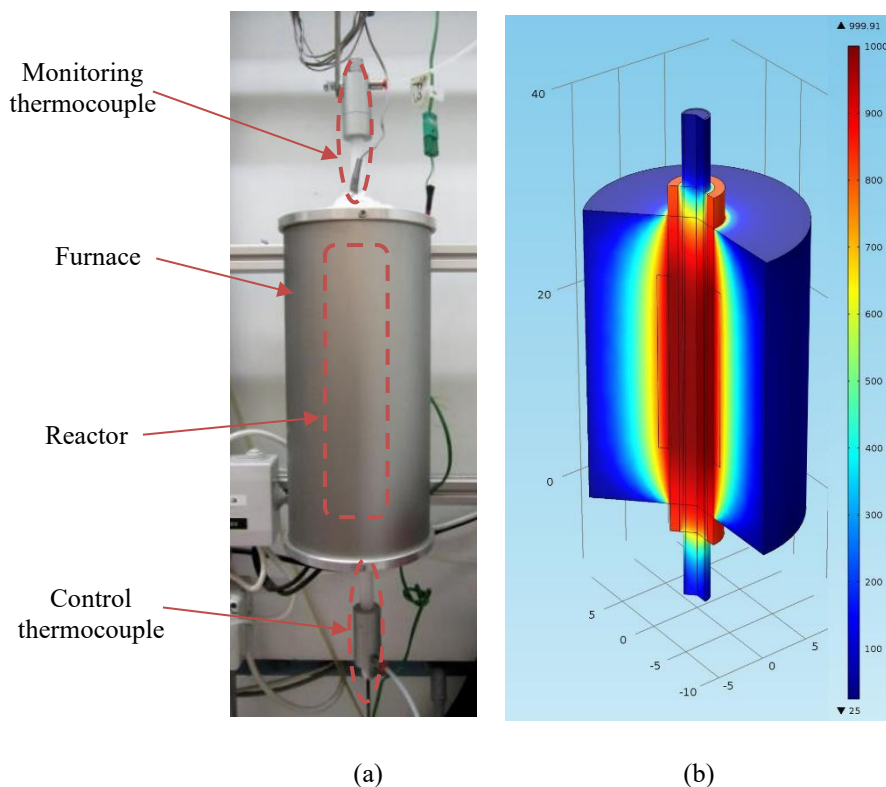 Monitoring
thermocouple
Furnace
Reactor
Control
thermocouple
▲ 999.91
1000
900
800
700
600
500
400
300
200
100
▼ 25
40
20
0
5
0
-5
-10
-5
0
5
(a)
(b)